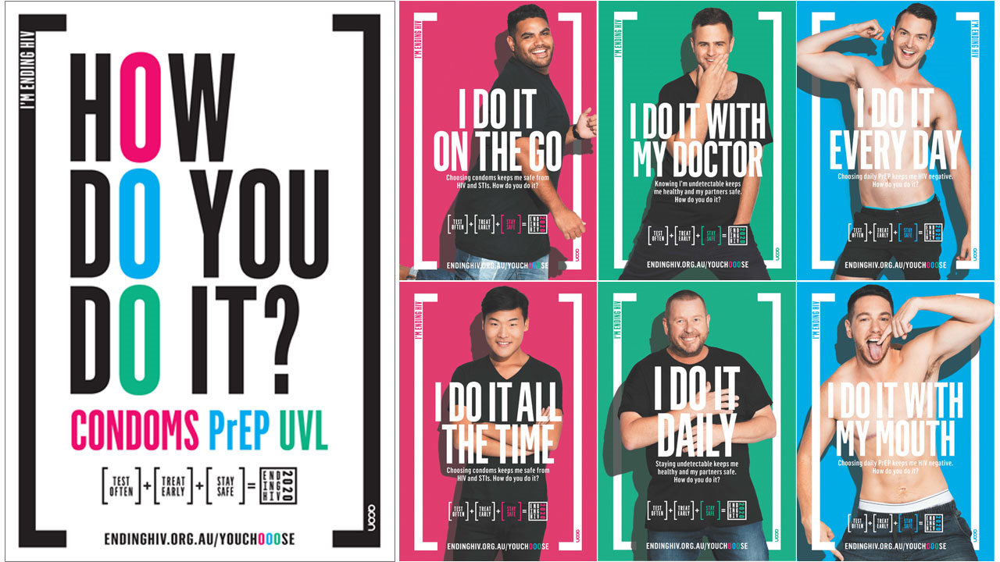 I'M ENDING HIV
HOW
DO YOU
DO IT?
CONDOMS PrEP UVL
[TEST OFTEN] + [TREAT EARLY] + [STAY SAFE] = [ENDING HIV 2020]
acon
ENDINGHIV.ORG.AU/YOUCHOOOSE
I'M ENDING HIV
I DO IT
ON THE GO
Choosing condoms keeps me safe from
HIV and STIs. How do you do it?
[TEST OFTEN] + [TREAT EARLY] + [STAY SAFE] = [ENDING HIV 2020]
acon
ENDINGHIV.ORG.AU/YOUCHOOOSE
I'M ENDING HIV
I DO IT WITH
MY DOCTOR
Knowing I'm undetectable keeps
me healthy and my partners safe.
How do you do it?
[TEST OFTEN] + [TREAT EARLY] + [STAY SAFE] = [ENDING HIV 2020]
acon
ENDINGHIV.ORG.AU/YOUCHOOOSE
I'M ENDING HIV
I DO IT
EVERY DAY
Choosing daily PrEP keeps me HIV negative.
How do you do it?
[TEST OFTEN] + [TREAT EARLY] + [STAY SAFE] = [ENDING HIV 2020]
acon
ENDINGHIV.ORG.AU/YOUCHOOOSE
I'M ENDING HIV
I DO IT ALL
THE TIME
Choosing condoms keeps me safe from
HIV and STIs. How do you do it?
[TEST OFTEN] + [TREAT EARLY] + [STAY SAFE] = [ENDING HIV 2020]
acon
ENDINGHIV.ORG.AU/YOUCHOOOSE
I'M ENDING HIV
I DO IT
DAILY
Staying undetectable keeps me
healthy and my partners safe.
How do you do it?
[TEST OFTEN] + [TREAT EARLY] + [STAY SAFE] = [ENDING HIV 2020]
acon
ENDINGHIV.ORG.AU/YOUCHOOOSE
I'M ENDING HIV
I DO IT WITH
MY MOUTH
Choosing daily PrEP keeps me HIV negative.
How do you do it?
[TEST OFTEN] + [TREAT EARLY] + [STAY SAFE] = [ENDING HIV 2020]
acon
ENDINGHIV.ORG.AU/YOUCHOOOSE